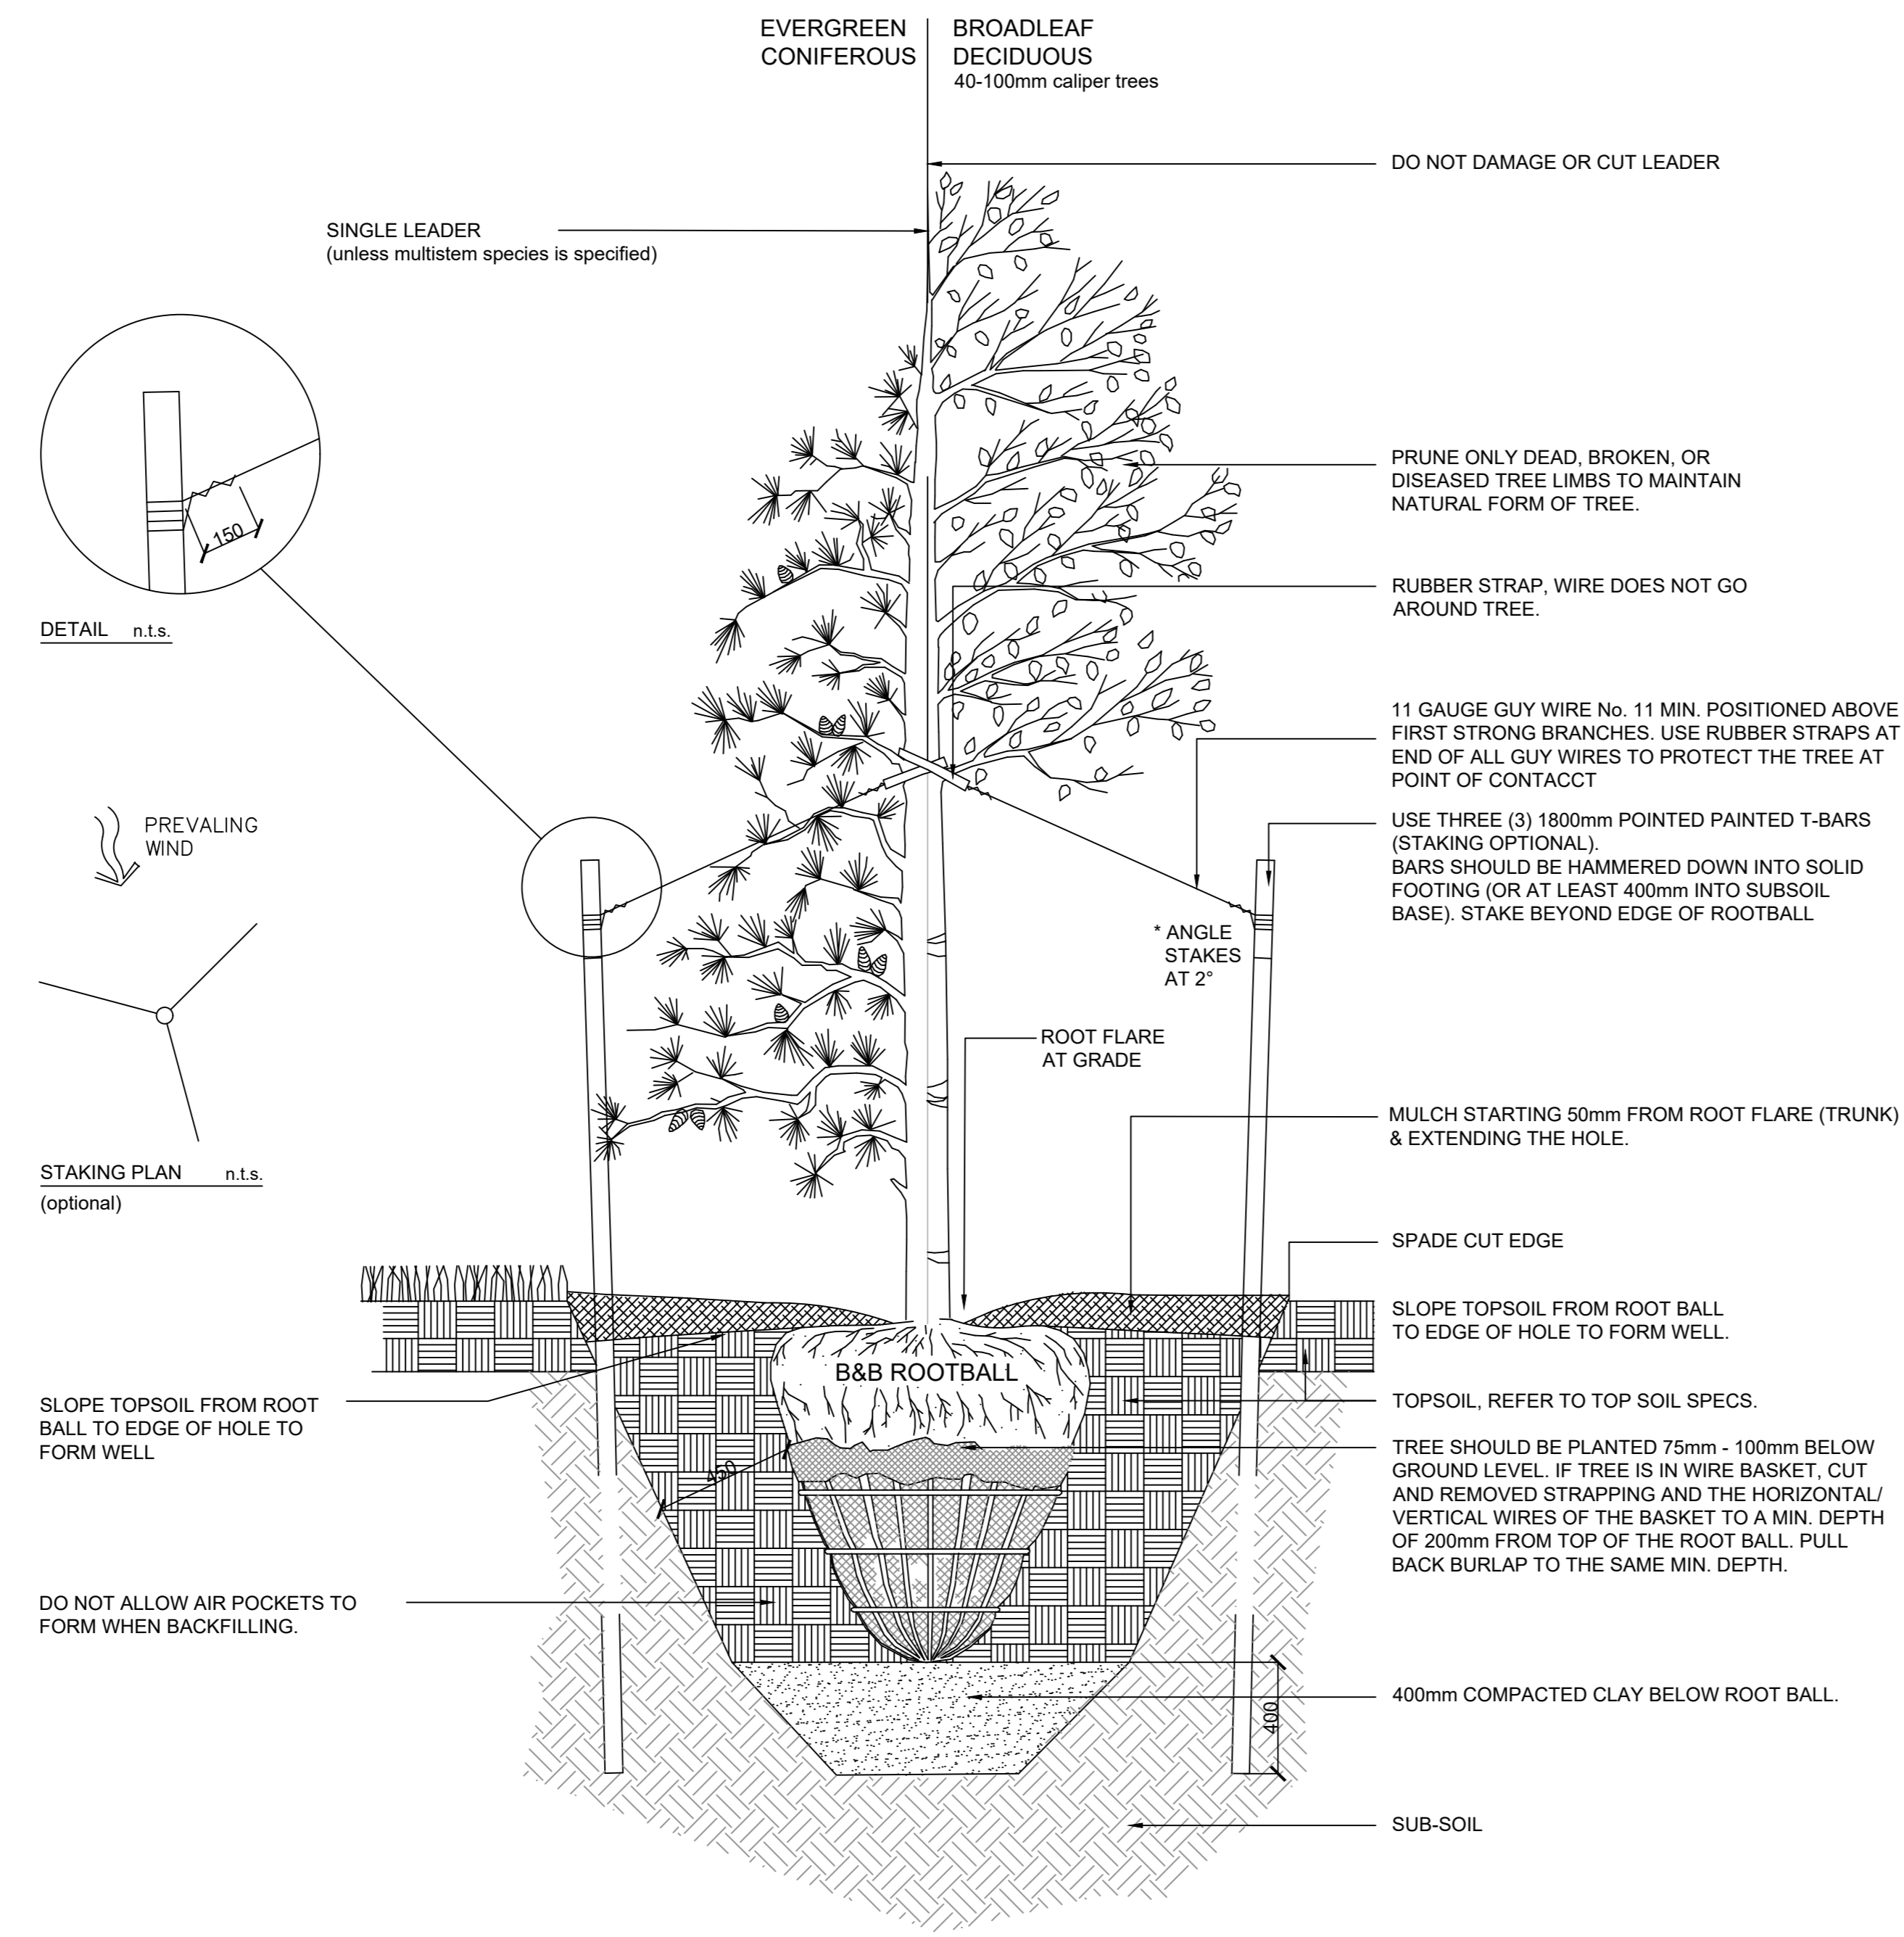 EVERGREEN
CONIFEROUS
BROADLEAF
DECIDUOUS
40-100mm caliper trees
DO NOT DAMAGE OR CUT LEADER
SINGLE LEADER
(unless multistem species is specified)
150
DETAIL n.t.s.
PRUNE ONLY DEAD, BROKEN, OR
DISEASED TREE LIMBS TO MAINTAIN
NATURAL FORM OF TREE.
RUBBER STRAP, WIRE DOES NOT GO
AROUND TREE.
11 GAUGE GUY WIRE No. 11 MIN. POSITIONED ABOVE
FIRST STRONG BRANCHES. USE RUBBER STRAPS AT
END OF ALL GUY WIRES TO PROTECT THE TREE AT
POINT OF CONTACCT
PREVALING
WIND
USE THREE (3) 1800mm POINTED PAINTED T-BARS
(STAKING OPTIONAL).
BARS SHOULD BE HAMMERED DOWN INTO SOLID
FOOTING (OR AT LEAST 400mm INTO SUBSOIL
BASE). STAKE BEYOND EDGE OF ROOTBALL
* ANGLE
STAKES
AT 2°
ROOT FLARE
AT GRADE
STAKING PLAN n.t.s.
(optional)
MULCH STARTING 50mm FROM ROOT FLARE (TRUNK)
& EXTENDING THE HOLE.
SPADE CUT EDGE
SLOPE TOPSOIL FROM ROOT BALL
TO EDGE OF HOLE TO FORM WELL.
B&B ROOTBALL
SLOPE TOPSOIL FROM ROOT
BALL TO EDGE OF HOLE TO
FORM WELL
TOPSOIL, REFER TO TOP SOIL SPECS.
450
TREE SHOULD BE PLANTED 75mm - 100mm BELOW
GROUND LEVEL. IF TREE IS IN WIRE BASKET, CUT
AND REMOVED STRAPPING AND THE HORIZONTAL/
VERTICAL WIRES OF THE BASKET TO A MIN. DEPTH
OF 200mm FROM TOP OF THE ROOT BALL. PULL
BACK BURLAP TO THE SAME MIN. DEPTH.
DO NOT ALLOW AIR POCKETS TO
FORM WHEN BACKFILLING.
400mm COMPACTED CLAY BELOW ROOT BALL.
400
SUB-SOIL